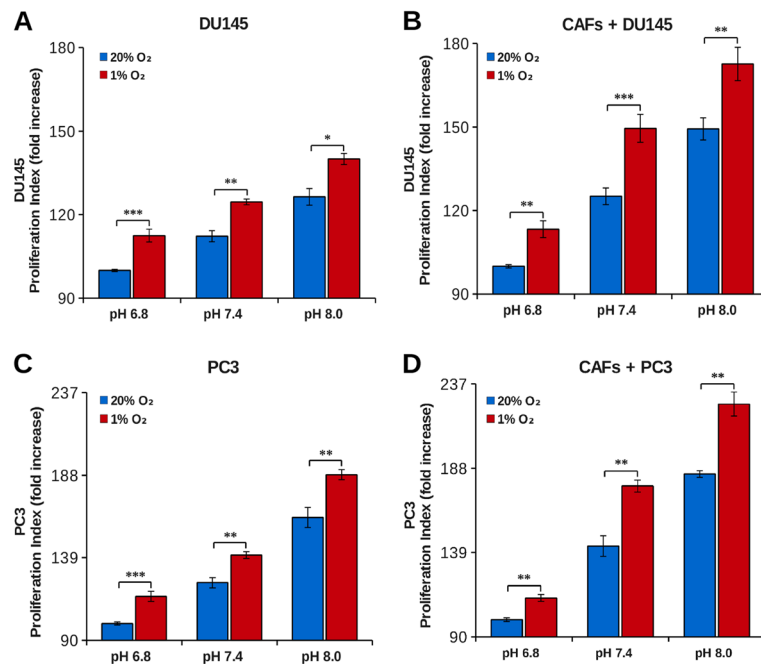 A
DU145
DU145
Proliferation Index (fold increase)
180
150
120
90
20% O₂
1% O₂
***
**
*
pH 6.8
pH 7.4
pH 8.0
B
CAFs + DU145
DU145
Proliferation Index (fold increase)
180
150
120
90
20% O₂
1% O₂
**
***
**
pH 6.8
pH 7.4
pH 8.0
C
PC3
PC3
Proliferation Index (fold increase)
237
188
139
90
20% O₂
1% O₂
***
**
**
pH 6.8
pH 7.4
pH 8.0
D
CAFs + PC3
PC3
Proliferation Index (fold increase)
237
188
139
90
20% O₂
1% O₂
**
**
**
pH 6.8
pH 7.4
pH 8.0